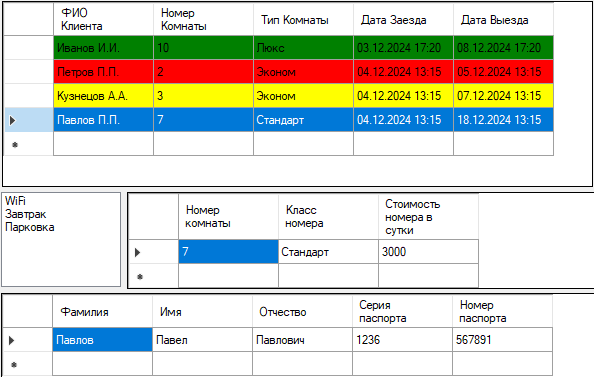 ФИО Клиента Номер Комнаты Тип Комнаты Дата Заезда Дата Выезда
Иванов И.И. 10 Люкс 03.12.2024 17:20 08.12.2024 17:20
Петров П.П. 2 Эконом 04.12.2024 13:15 05.12.2024 13:15
Кузнецов А.А. 3 Эконом 04.12.2024 13:15 07.12.2024 13:15
Павлов П.П. 7 Стандарт 04.12.2024 13:15 18.12.2024 13:15
WiFi
Завтрак
Парковка
Номер комнаты Класс номера Стоимость номера в сутки
7 Стандарт 3000
Фамилия Имя Отчество Серия паспорта Номер паспорта
Павлов Павел Павлович 1236 567891